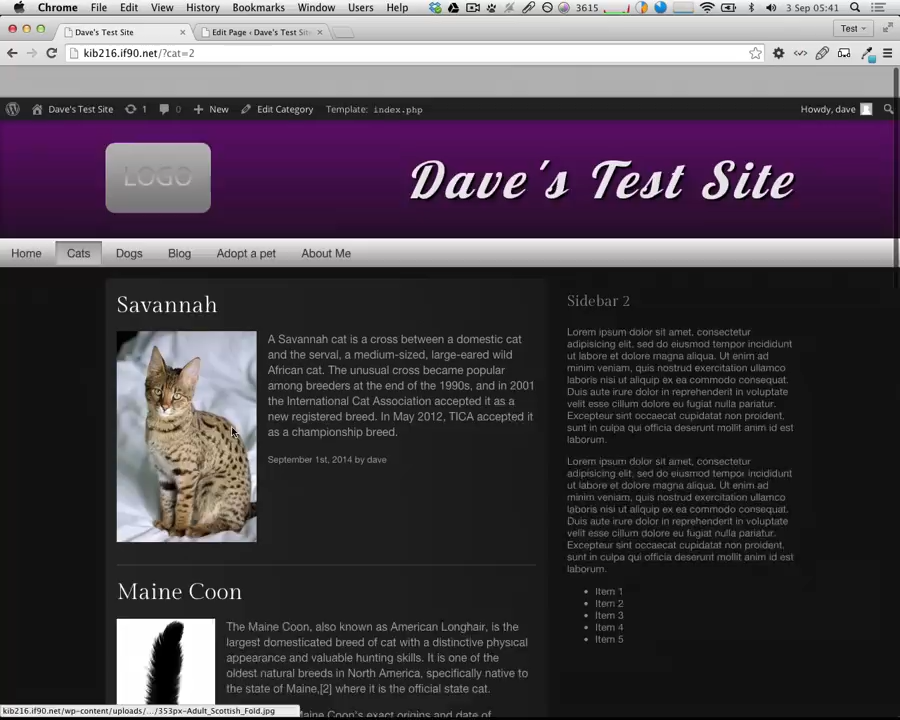 Chrome File Edit View History Bookmarks Window Users Help 3615 3 Sep 05:41
Dave's Test Site Edit Page ‹ Dave's Test Sit Test
kib216.if90.net/?cat=2
Dave's Test Site 1 0 New Edit Category Template: index.php Howdy, dave
LOGO
Dave's Test Site
Home Cats Dogs Blog Adopt a pet About Me
Savannah
A Savannah cat is a cross between a domestic cat
and the serval, a medium-sized, large-eared wild
African cat. The unusual cross became popular
among breeders at the end of the 1990s, and in 2001
the International Cat Association accepted it as a
new registered breed. In May 2012, TICA accepted it
as a championship breed.
September 1st, 2014 by dave
Maine Coon
The Maine Coon, also known as American Longhair, is the
largest domesticated breed of cat with a distinctive physical
appearance and valuable hunting skills. It is one of the
oldest natural breeds in North America, specifically native to
the state of Maine,[2] where it is the official state cat.
Maine Coon's exact origins and date of
Sidebar 2
Lorem ipsum dolor sit amet, consectetur
adipisicing elit, sed do eiusmod tempor incididunt
ut labore et dolore magna aliqua. Ut enim ad
minim veniam, quis nostrud exercitation ullamco
laboris nisi ut aliquip ex ea commodo consequat.
Duis aute irure dolor in reprehenderit in voluptate
velit esse cillum dolore eu fugiat nulla pariatur.
Excepteur sint occaecat cupidatat non proident,
sunt in culpa qui officia deserunt mollit anim id est
laborum.
Lorem ipsum dolor sit amet, consectetur
adipisicing elit, sed do eiusmod tempor incididunt
ut labore et dolore magna aliqua. Ut enim ad
minim veniam, quis nostrud exercitation ullamco
laboris nisi ut aliquip ex ea commodo consequat.
Duis aute irure dolor in reprehenderit in voluptate
velit esse cillum dolore eu fugiat nulla pariatur.
Excepteur sint occaecat cupidatat non proident,
sunt in culpa qui officia deserunt mollit anim id est
laborum.
Item 1
Item 2
Item 3
Item 4
Item 5
kib216.if90.net/wp-content/uploads/.../353px-Adult_Scottish_Fold.jpg